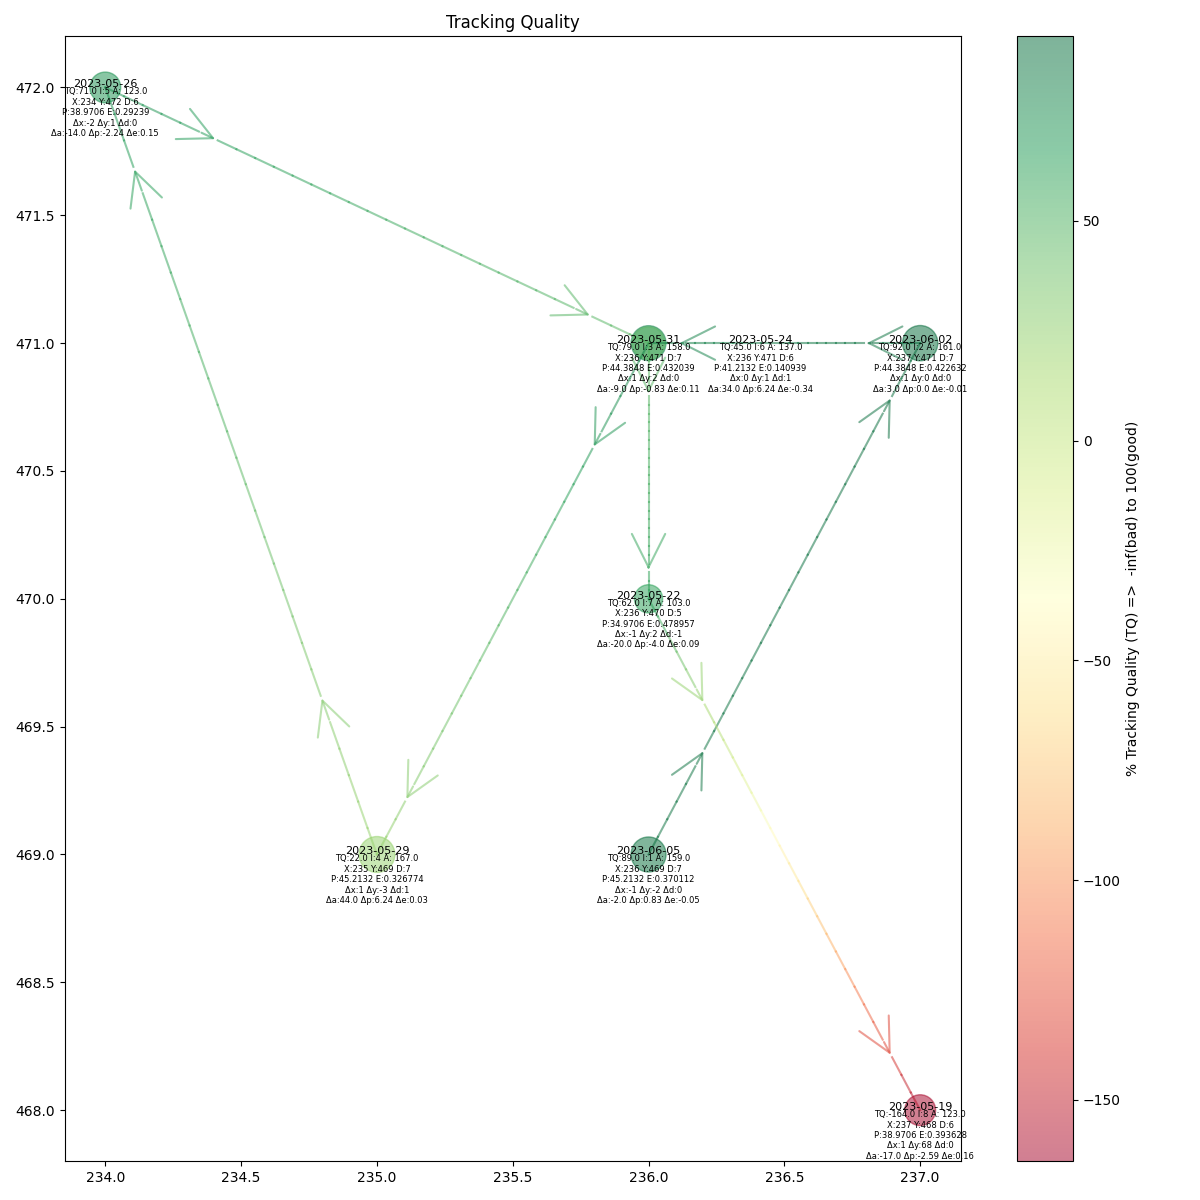 Tracking Quality
472.0
471.5
471.0
470.5
470.0
469.5
469.0
468.5
468.0
2023-05-26
TQ:71.0 I:5 A: 123.0
X:234 Y:472 D:6
P:38.9706 E:0.29239
Δx:-2 Δy:1 Δd:0
Δa:-14.0 Δp:-2.24 Δe:0.15
2023-05-31
TQ:79.0 I:3 A: 158.0
X:236 Y:471 D:7
P:44.3848 E:0.432039
Δx:1 Δy:2 Δd:0
Δa:-9.0 Δp:-0.83 Δe:0.11
2023-05-24
TQ:45.0 I:6 A: 137.0
X:236 Y:471 D:6
P:41.2132 E:0.140939
Δx:0 Δy:1 Δd:1
Δa:34.0 Δp:6.24 Δe:-0.34
2023-06-02
TQ:92.0 I:2 A: 161.0
X:237 Y:471 D:7
P:44.3848 E:0.422632
Δx:1 Δy:0 Δd:0
Δa:3.0 Δp:0.0 Δe:-0.01
2023-05-22
TQ:62.0 I:7 A: 103.0
X:236 Y:470 D:5
P:34.9706 E:0.478957
Δx:-1 Δy:2 Δd:-1
Δa:-20.0 Δp:-4.0 Δe:0.09
2023-05-29
TQ:22.0 I:4 A: 167.0
X:235 Y:469 D:7
P:45.2132 E:0.326774
Δx:1 Δy:-3 Δd:1
Δa:44.0 Δp:6.24 Δe:0.03
2023-06-05
TQ:89.0 I:1 A: 159.0
X:236 Y:469 D:7
P:45.2132 E:0.370112
Δx:-1 Δy:-2 Δd:0
Δa:-2.0 Δp:0.83 Δe:-0.05
2023-05-19
TQ:-164.0 I:8 A: 123.0
X:237 Y:468 D:6
P:38.9706 E:0.393628
Δx:1 Δy:68 Δd:0
Δa:-17.0 Δp:-2.59 Δe:0.16
234.0
234.5
235.0
235.5
236.0
236.5
237.0
50
0
−50
−100
−150
% Tracking Quality (TQ) => -inf(bad) to 100(good)